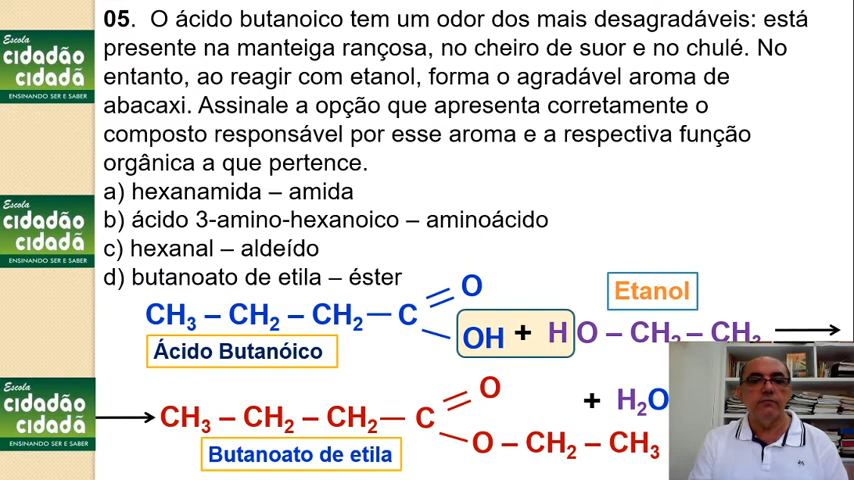 05. O ácido butanoico tem um odor dos mais desagradáveis: está
presente na manteiga rançosa, no cheiro de suor e no chulé. No
entanto, ao reagir com etanol, forma o agradável aroma de
abacaxi. Assinale a opção que apresenta corretamente o
composto responsável por esse aroma e a respectiva função
orgânica a que pertence.
a) hexanamida – amida
b) ácido 3-amino-hexanoico – aminoácido
c) hexanal – aldeído
d) butanoato de etila – éster
Etanol
O
CH₃ – CH₂ – CH₂ — C
OH + HO – CH₂ – CH₃
Ácido Butanóico
O
CH₃ – CH₂ – CH₂ — C
+ H₂O
O – CH₂ – CH₃
Butanoato de etila
Escola
cidadão
cidadã
ENSINANDO SER E SABER
Escola
cidadão
cidadã
ENSINANDO SER E SABER
Escola
cidadão
cidadã
ENSINANDO SER E SABER